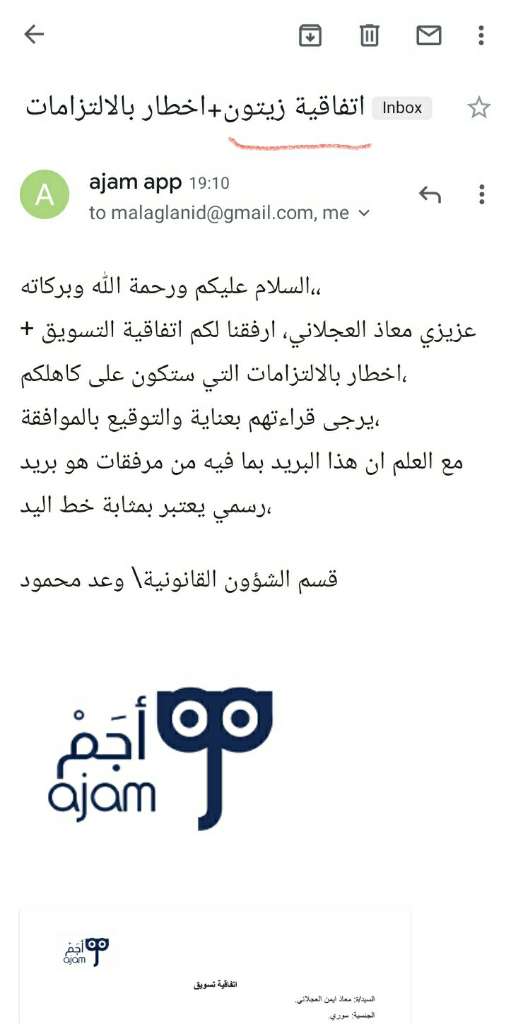 اتفاقية زيتون+اخطار بالالتزامات Inbox
A
ajam app 19:10
to malaglanid@gmail.com, me
،،السلام عليكم ورحمة الله وبركاته
عزيزي معاذ العجلاني، ارفقنا لكم اتفاقية التسويق +
،اخطار بالالتزامات التي ستكون على كاهلكم
،يرجى قراءتهم بعناية والتوقيع بالموافقة
مع العلم ان هذا البريد بما فيه من مرفقات هو بريد
،رسمي يعتبر بمثابة خط اليد
قسم الشؤون القانونية\ وعد محمود
أَجَمْ
ajam
أجم
ajam
اتفاقية تسويق
السيد/ة: معاذ ايمن العجلاني.
الجنسية: سوري.